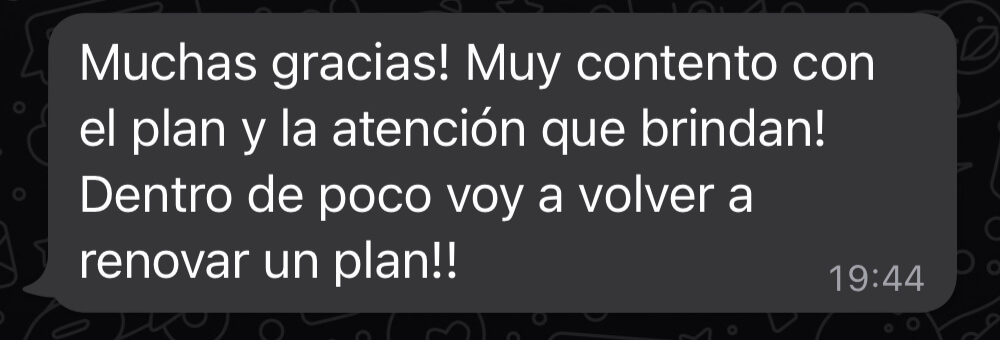 Muchas gracias! Muy contento con
el plan y la atención que brindan!
Dentro de poco voy a volver a
renovar un plan!!
19:44